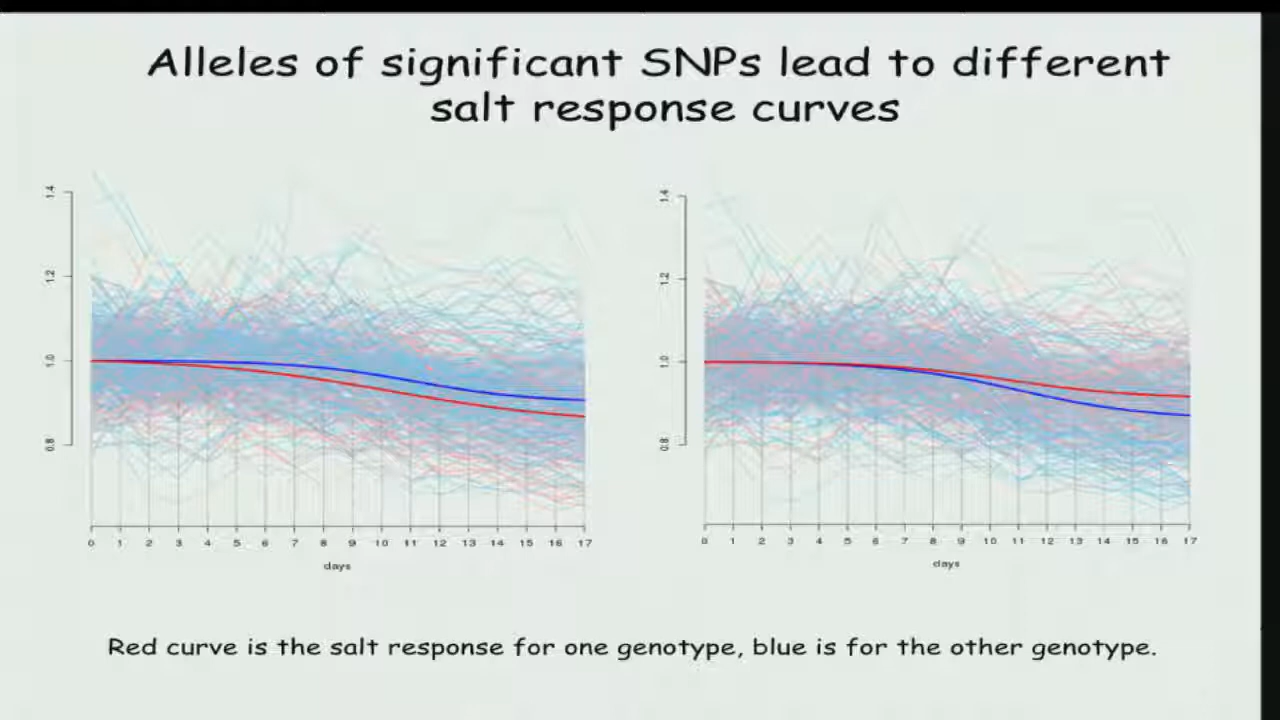 Alleles of significant SNPs lead to different
salt response curves
1.4
1.2
1.0
0.8
0 1 2 3 4 5 6 7 8 9 10 11 12 13 14 15 16 17
days
1.4
1.2
1.0
0.8
0 1 2 3 4 5 6 7 8 9 10 11 12 13 14 15 16 17
days
Red curve is the salt response for one genotype, blue is for the other genotype.